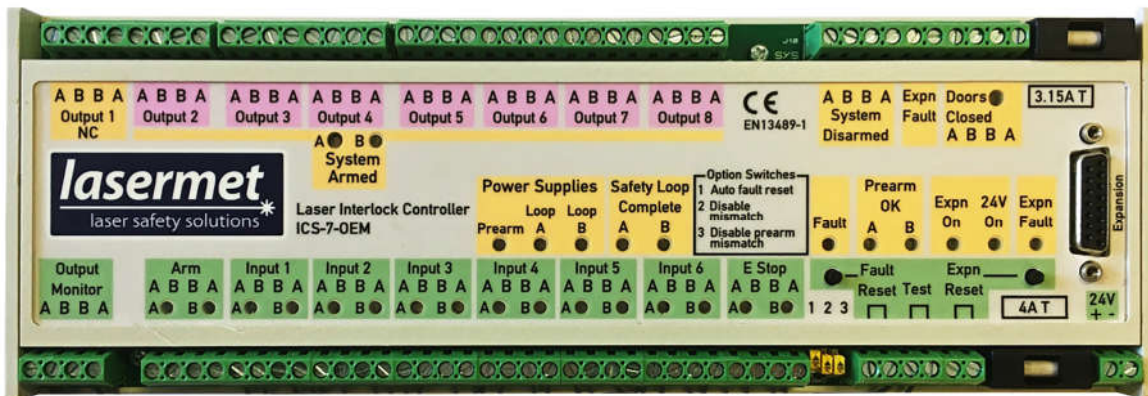 J10
SYS
A B B A A B B A A B B A A B B A A B B A A B B A A B B A A B B A
Output 1 Output 2 Output 3 Output 4 Output 5 Output 6 Output 7 Output 8
NC
CE
EN13489-1
A B B A
System
Disarmed
Expn
Fault
Doors
Closed
A B B A
3.15A T
A B
System
Armed
lasermet
laser safety solutions
Laser Interlock Controller
ICS-7-OEM
Power Supplies
Prearm
Loop
A
Loop
B
Safety Loop
Complete
A B
Option Switches
1 Auto fault reset
2 Disable
mismatch
3 Disable prearm
mismatch
Fault
Prearm
OK
A B
Expn
On
24V
On
Expn
Fault
Expansion
Output
Monitor
A B B A
Arm
A B B A
Input 1
A B B A
Input 2
A B B A
Input 3
A B B A
Input 4
A B B A
Input 5
A B B A
Input 6
A B B A
E Stop
A B B A
1 2 3
Fault
Reset
Test
Expn
Reset
4A T
24V
+ -